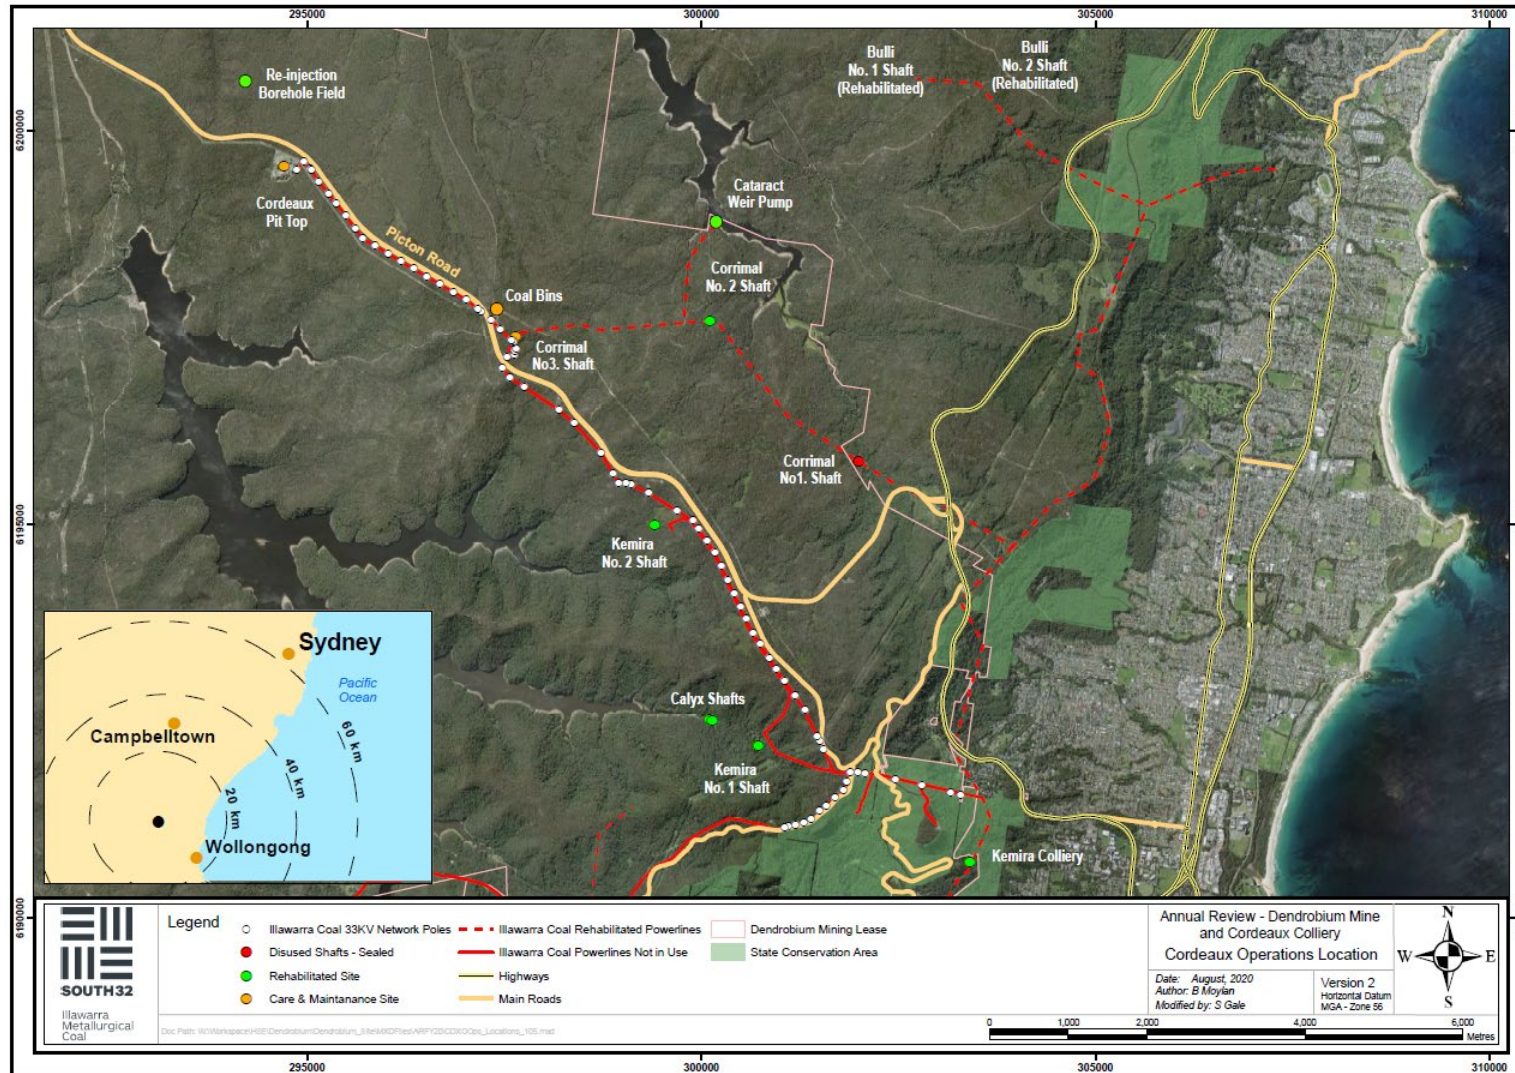 295000
300000
305000
310000
6200000
6195000
6190000
Re-injection
Borehole Field
Bulli
No. 1 Shaft
(Rehabilitated)
Bulli
No. 2 Shaft
(Rehabilitated)
Cordeaux
Pit Top
Picton Road
Cataract
Weir Pump
Corrimal
No. 2 Shaft
Coal Bins
Corrimal
No3. Shaft
Corrimal
No1. Shaft
Kemira
No. 2 Shaft
Calyx Shafts
Kemira
No. 1 Shaft
Kemira Colliery
Sydney
Pacific
Ocean
Campbelltown
60 km
40 km
20 km
Wollongong
SOUTH32
Illawarra
Metallurgical
Coal
Legend
Illawarra Coal 33KV Network Poles
Disused Shafts - Sealed
Rehabilitated Site
Care & Maintanance Site
Illawarra Coal Rehabilitated Powerlines
Illawarra Coal Powerlines Not in Use
Highways
Main Roads
Dendrobium Mining Lease
State Conservation Area
Annual Review - Dendrobium Mine
and Cordeaux Colliery
Cordeaux Operations Location
Date: August, 2020
Author: B Moylan
Modified by: S Gale
Version 2
Horizontal Datum
MGA - Zone 56
N
W
E
S
0 1,000 2,000 4,000 6,000
Metres
295000
300000
305000
310000